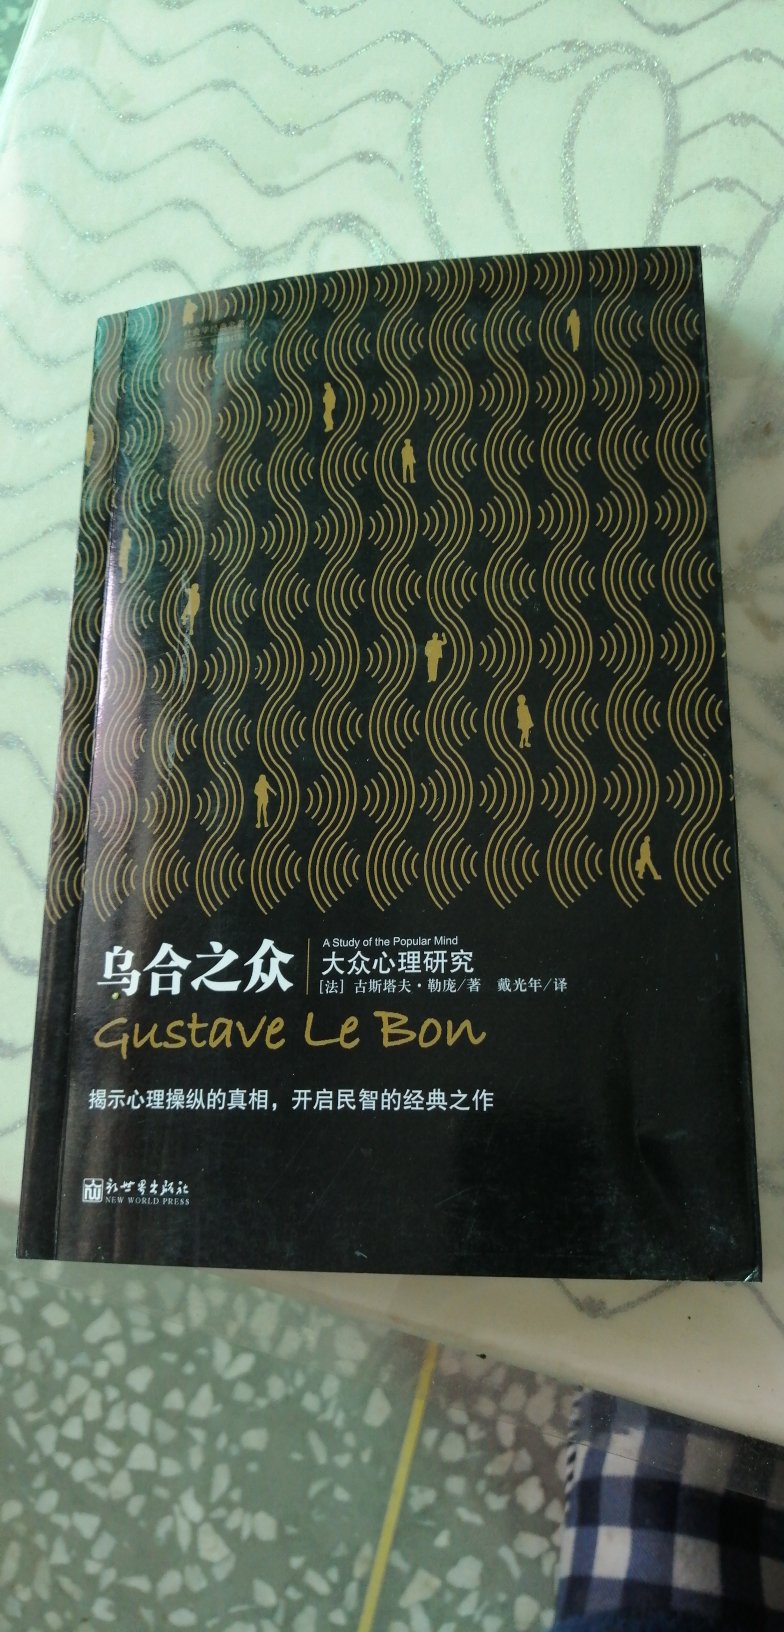 乌合之众
A Study of the Popular Mind
大众心理研究
[法] 古斯塔夫·勒庞/著 戴光年/译
Gustave Le Bon
揭示心理操纵的真相，开启民智的经典之作
新世界出版社
NEW WORLD PRESS